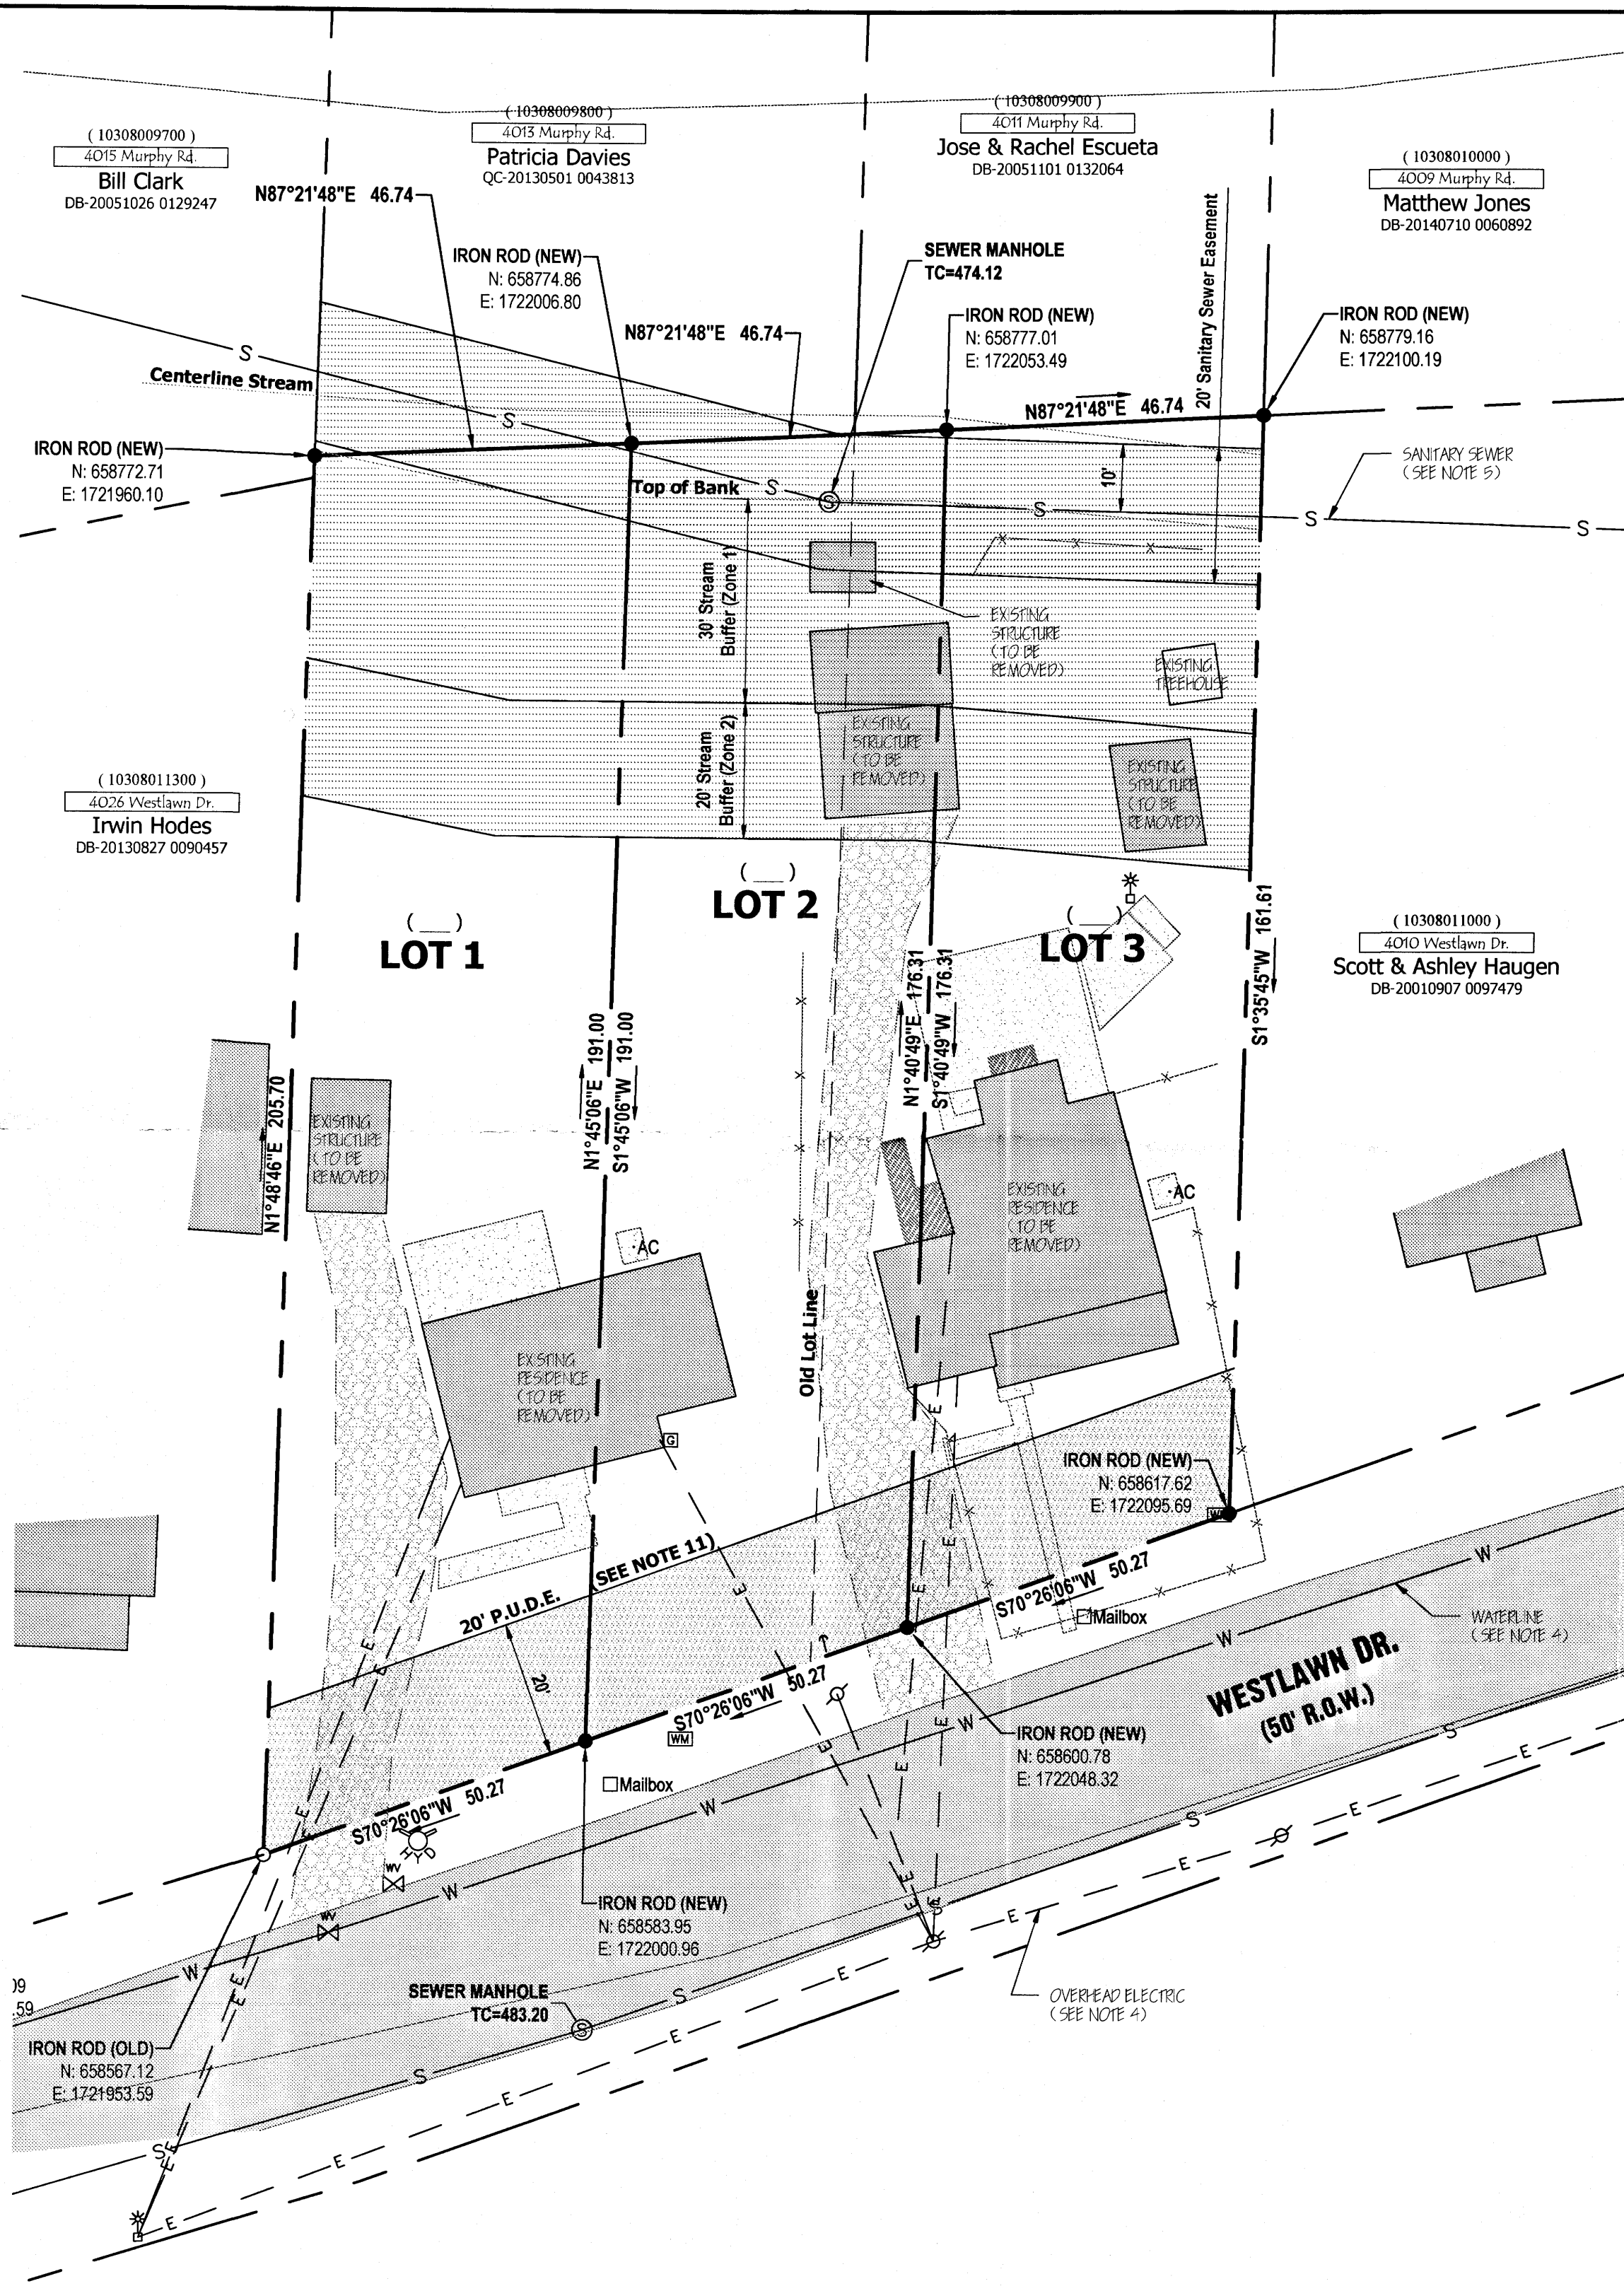 ( 10308009700 )
4015 Murphy Rd.
Bill Clark
DB-20051026 0129247
( 10308009800 )
4013 Murphy Rd.
Patricia Davies
QC-20130501 0043813
( 10308009900 )
4011 Murphy Rd.
Jose & Rachel Escueta
DB-20051101 0132064
( 10308010000 )
4009 Murphy Rd.
Matthew Jones
DB-20140710 0060892
N87°21'48"E 46.74
IRON ROD (NEW)
N: 658774.86
E: 1722006.80
SEWER MANHOLE
TC=474.12
N87°21'48"E 46.74
IRON ROD (NEW)
N: 658777.01
E: 1722053.49
20' Sanitary Sewer Easement
IRON ROD (NEW)
N: 658779.16
E: 1722100.19
S
Centerline Stream
S
N87°21'48"E 46.74
IRON ROD (NEW)
N: 658772.71
E: 1721960.10
Top of Bank
S
S
10'
S
S
S
SANITARY SEWER
(SEE NOTE 5)
30' Stream
Buffer (Zone 1)
EXISTING
STRUCTURE
(TO BE
REMOVED)
EXISTING
TREEHOUSE
20' Stream
Buffer (Zone 2)
EXISTING
STRUCTURE
(TO BE
REMOVED)
EXISTING
STRUCTURE
(TO BE
REMOVED)
( 10308011300 )
4026 Westlawn Dr.
Irwin Hodes
DB-20130827 0090457
( )
LOT 1
( )
LOT 2
( )
LOT 3
( 10308011000 )
4010 Westlawn Dr.
Scott & Ashley Haugen
DB-20010907 0097479
N1°48'46"E 205.70
N1°45'06"E 191.00
S1°45'06"W 191.00
N1°40'49"E 176.31
S1°40'49"W 176.31
S1°35'45"W 161.61
EXISTING
STRUCTURE
(TO BE
REMOVED)
AC
EXISTING
RESIDENCE
(TO BE
REMOVED)
Old Lot Line
EXISTING
RESIDENCE
(TO BE
REMOVED)
AC
G
20' P.U.D.E. (SEE NOTE 11)
20'
IRON ROD (NEW)
N: 658617.62
E: 1722095.69
S70°26'06"W 50.27
Mailbox
WATERLINE
(SEE NOTE 4)
WESTLAWN DR.
(50' R.O.W.)
S70°26'06"W 50.27
WM
Mailbox
IRON ROD (NEW)
N: 658600.78
E: 1722048.32
S70°26'06"W 50.27
HYD
WV
WV
W
W
W
W
W
W
IRON ROD (NEW)
N: 658583.95
E: 1722000.96
SEWER MANHOLE
TC=483.20
S
S
S
S
S
S
E
E
E
E
E
E
E
E
OVERHEAD ELECTRIC
(SEE NOTE 4)
09
.59
IRON ROD (OLD)
N: 658567.12
E: 1721953.59